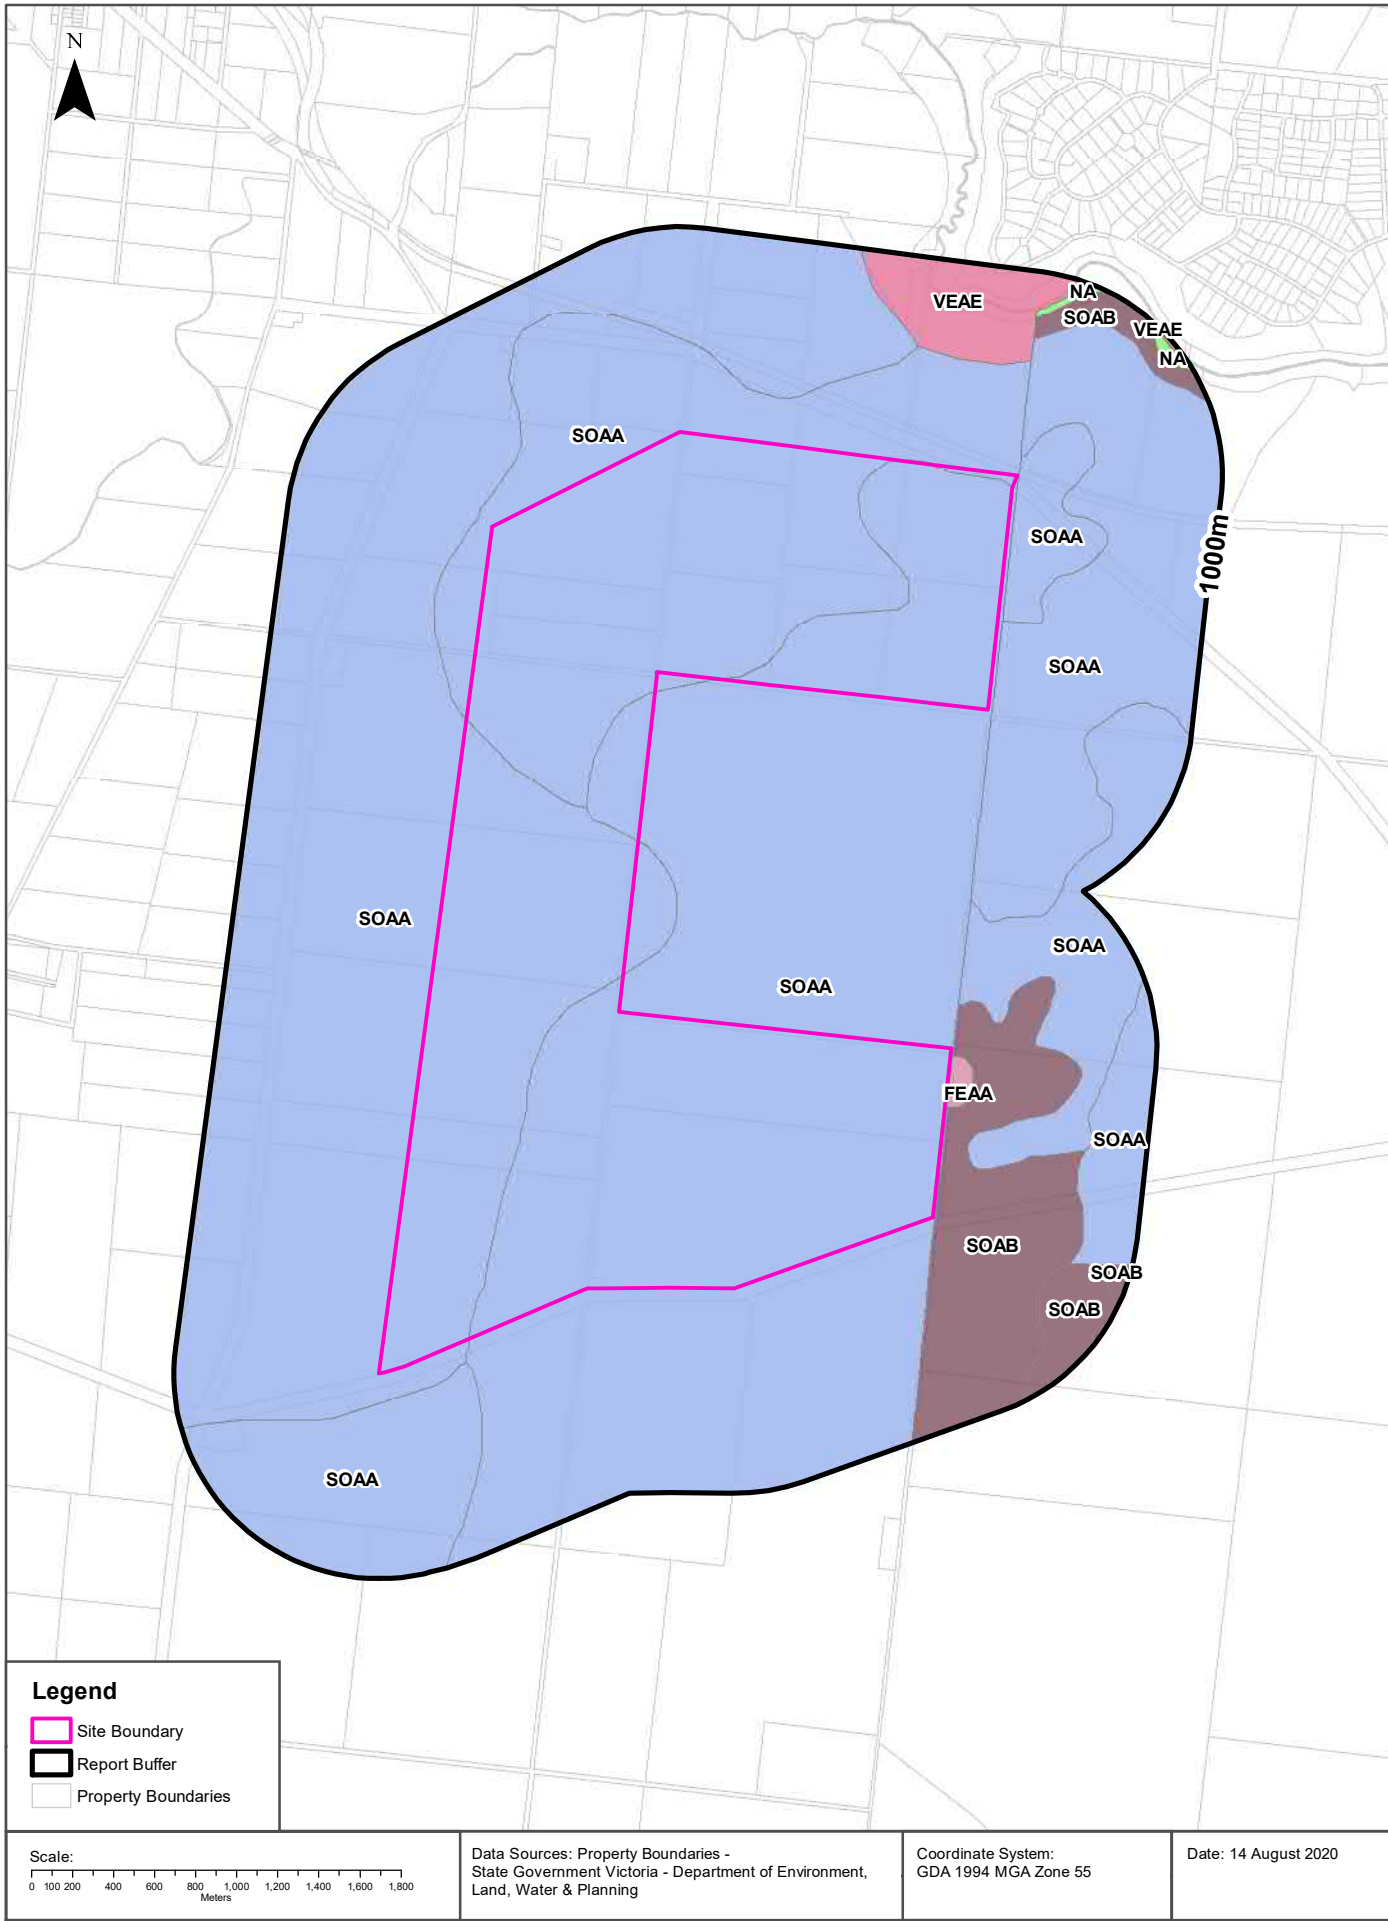 N
VEAE
NA
SOAB
VEAE
NA
SOAA
SOAA
1000m
SOAA
SOAA
SOAA
SOAA
FEAA
SOAA
SOAB
SOAB
SOAB
SOAA
Legend
Site Boundary
Report Buffer
Property Boundaries
Scale:
0 100 200 400 600 800 1,000 1,200 1,400 1,600 1,800
Meters
Data Sources: Property Boundaries -
State Government Victoria - Department of Environment,
Land, Water & Planning
Coordinate System:
GDA 1994 MGA Zone 55
Date: 14 August 2020